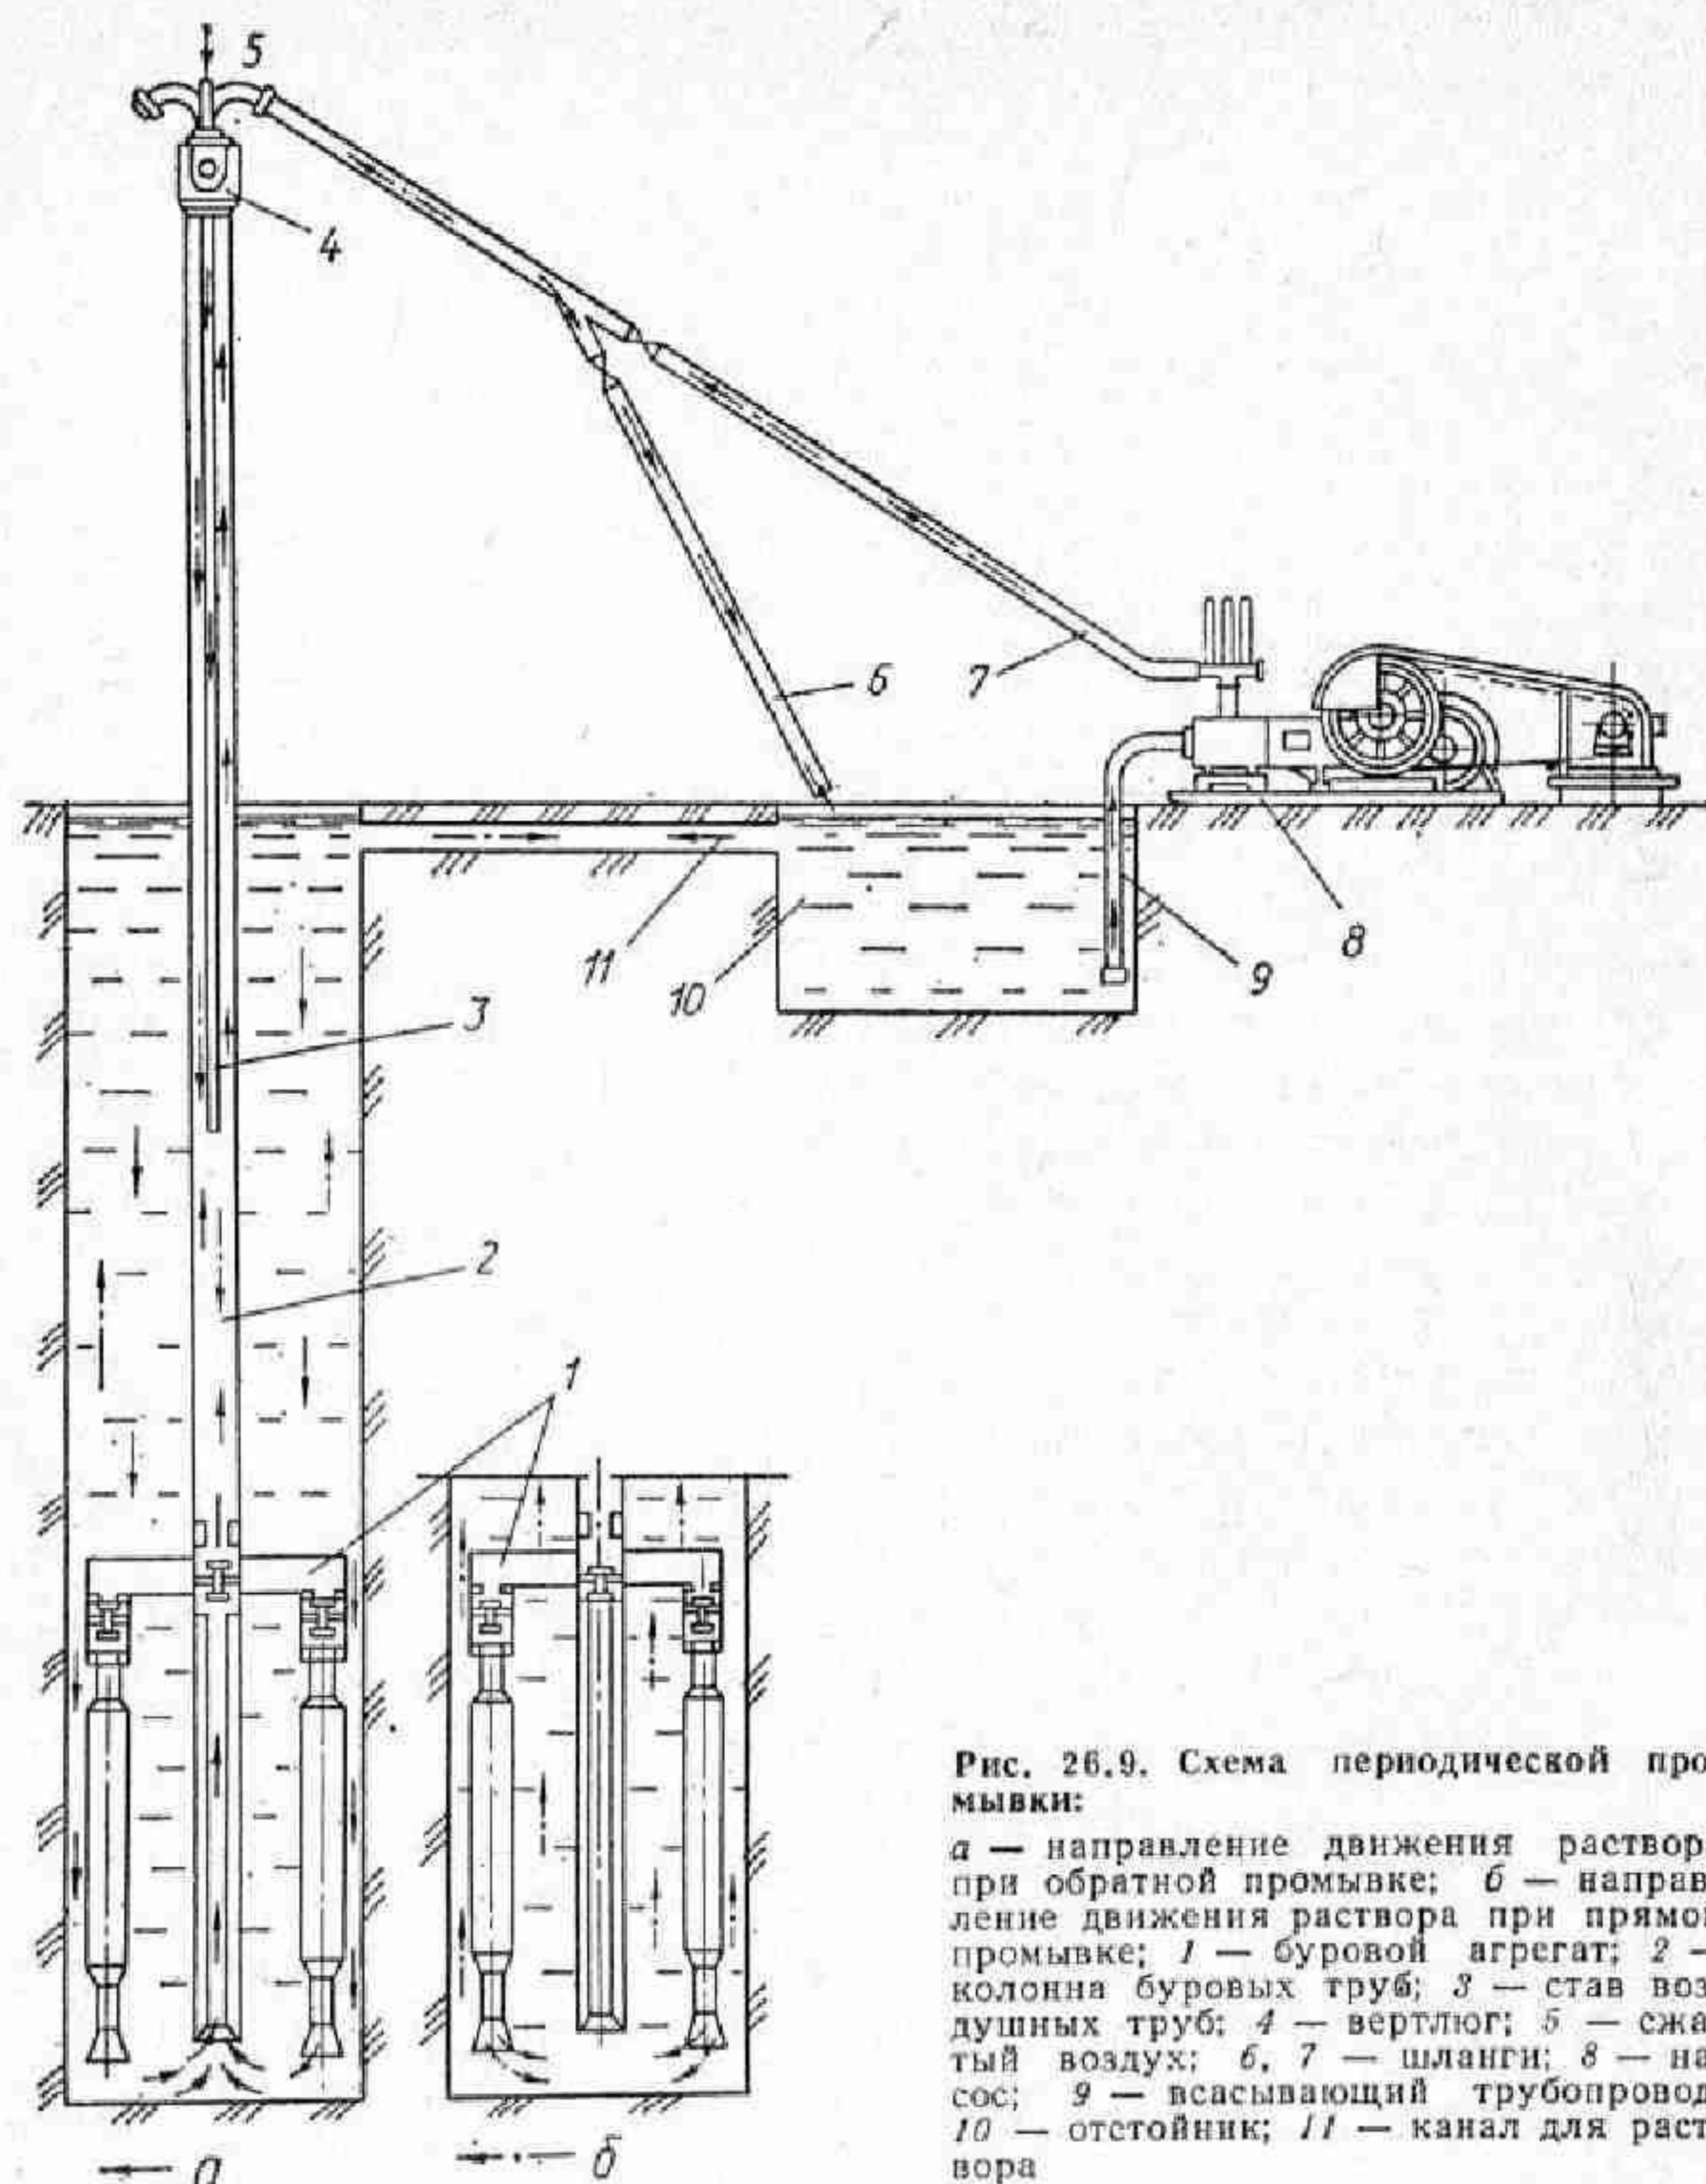 5
4
6
7
8
9
10
11
3
2
1
а
б
Рис. 26.9. Схема периодической про
мывки:
а — направление движения раствор
при обратной промывке; б — направ
ление движения раствора при прямо
промывке; 1 — буровой агрегат; 2 —
колонна буровых труб; 3 — став воз
душных труб; 4 — вертлюг; 5 — сжа
тый воздух; 6, 7 — шланги; 8 — на
сос; 9 — всасывающий трубопровод
10 — отстойник; 11 — канал для раст
вора